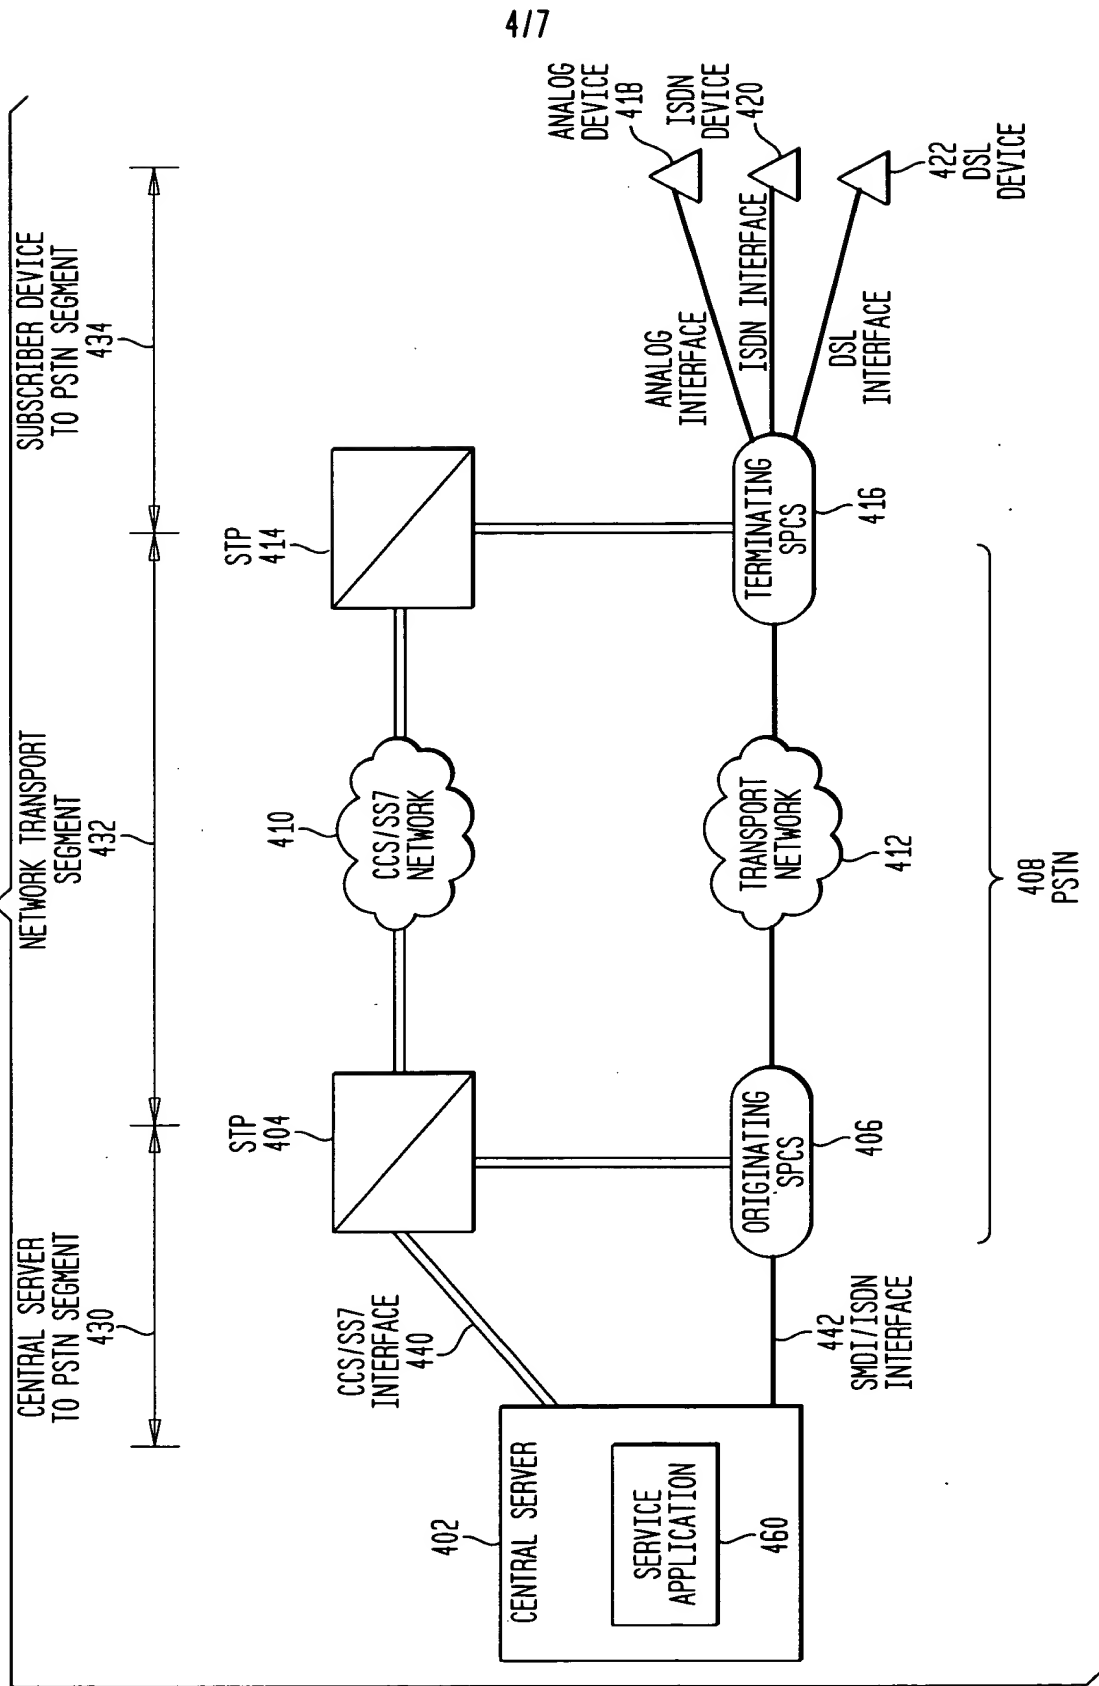 4/7
CENTRAL SERVER
TO PSTN SEGMENT
430
NETWORK TRANSPORT
SEGMENT
432
SUBSCRIBER DEVICE
TO PSTN SEGMENT
434
STP
404
STP
414
410
CCS/SS7
NETWORK
CCS/SS7
INTERFACE
440
402
CENTRAL SERVER
SERVICE
APPLICATION
460
442
SMDI/ISDN
INTERFACE
ORIGINATING
SPCS
406
TRANSPORT
NETWORK
412
TERMINATING
SPCS
416
ANALOG
INTERFACE
ISDN INTERFACE
DSL
INTERFACE
ANALOG
DEVICE
418
ISDN
DEVICE
420
422
DSL
DEVICE
408
PSTN